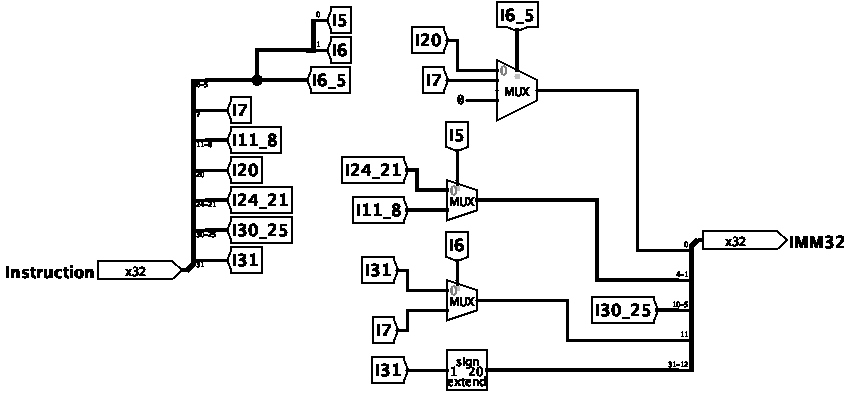 0
I5
1
I6
6-5
I6_5
7
I7
11-8
I11_8
20
I20
24-21
I24_21
30-25
I30_25
31
I31
Instruction
x32
I6_5
I20
0
I7
MUX
0
I5
I24_21
0
MUX
I11_8
I6
I31
0
MUX
I7
I31
sign
1 20
extend
0
4-1
I30_25
10-5
11
31-12
x32
IMM32